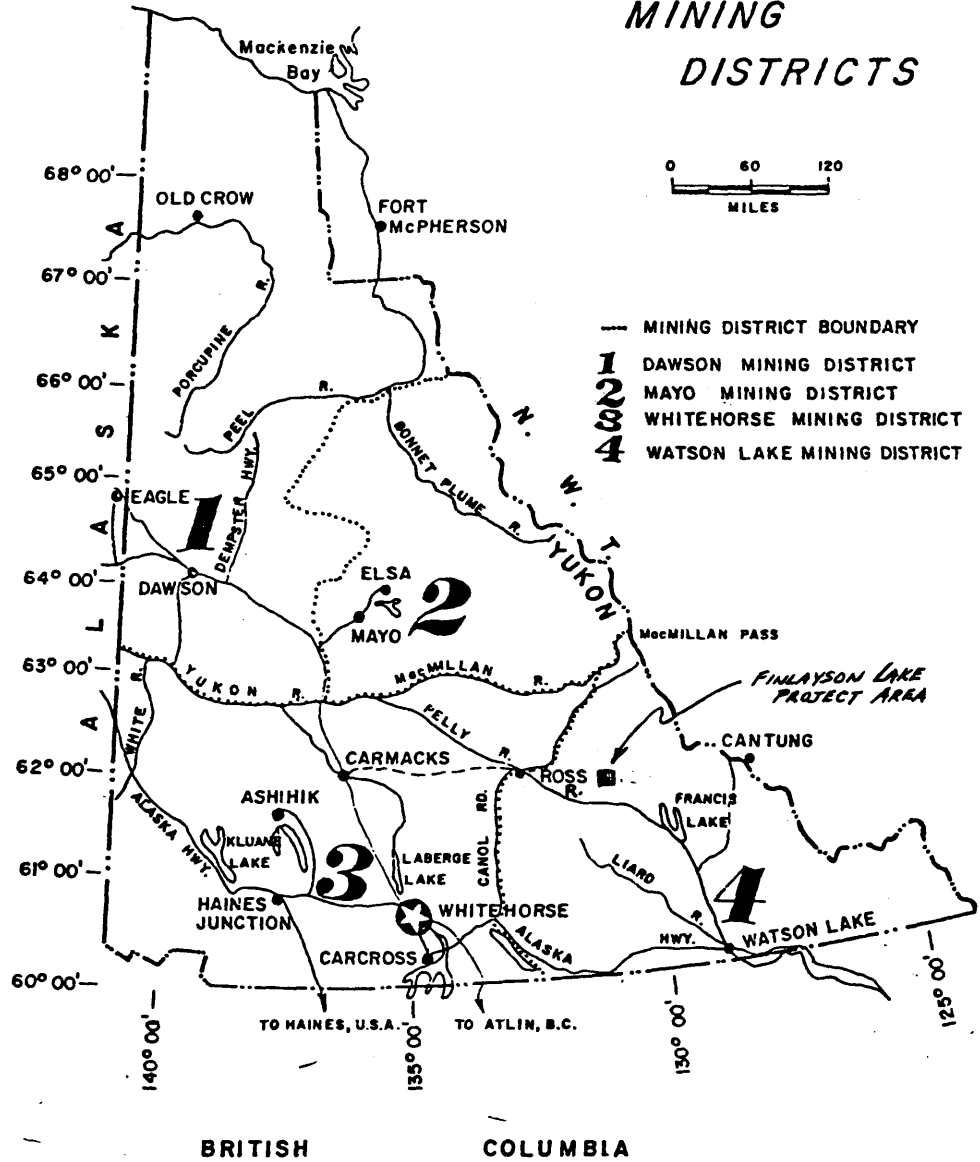 MINING
DISTRICTS
Mackenzie
Bay
0 60 120
MILES
68° 00'
OLD CROW
FORT
McPHERSON
67° 00'
PORCUPINE R.
MINING DISTRICT BOUNDARY
1 DAWSON MINING DISTRICT
2 MAYO MINING DISTRICT
3 WHITEHORSE MINING DISTRICT
4 WATSON LAKE MINING DISTRICT
66° 00'
PEEL R.
BONNET PLUME R.
N. W. T
YUKON
ALASKA
65° 00'
EAGLE
1
DEMPSTER HWY.
64° 00'
DAWSON
ELSA
MAYO
2
MacMILLAN PASS
63° 00'
YUKON R.
MacMILLAN R.
FINLAYSON LAKE
PROJECT AREA
WHITE R.
PELLY R.
CARMACKS
CANTUNG
62° 00'
ROSS
R.
ASHIHIK
ALASKA HWY.
KLUANE
LAKE
FRANCIS
LAKE
CANOL RD.
61° 00'
3
LABERGE
LAKE
LIARD R.
4
HAINES
JUNCTION
WHITEHORSE
WATSON LAKE
CARCROSS
ALASKA HWY.
60° 00'
TO HAINES, U.S.A.
TO ATLIN, B.C.
140° 00'
135° 00'
130° 00'
125° 00'
BRITISH COLUMBIA